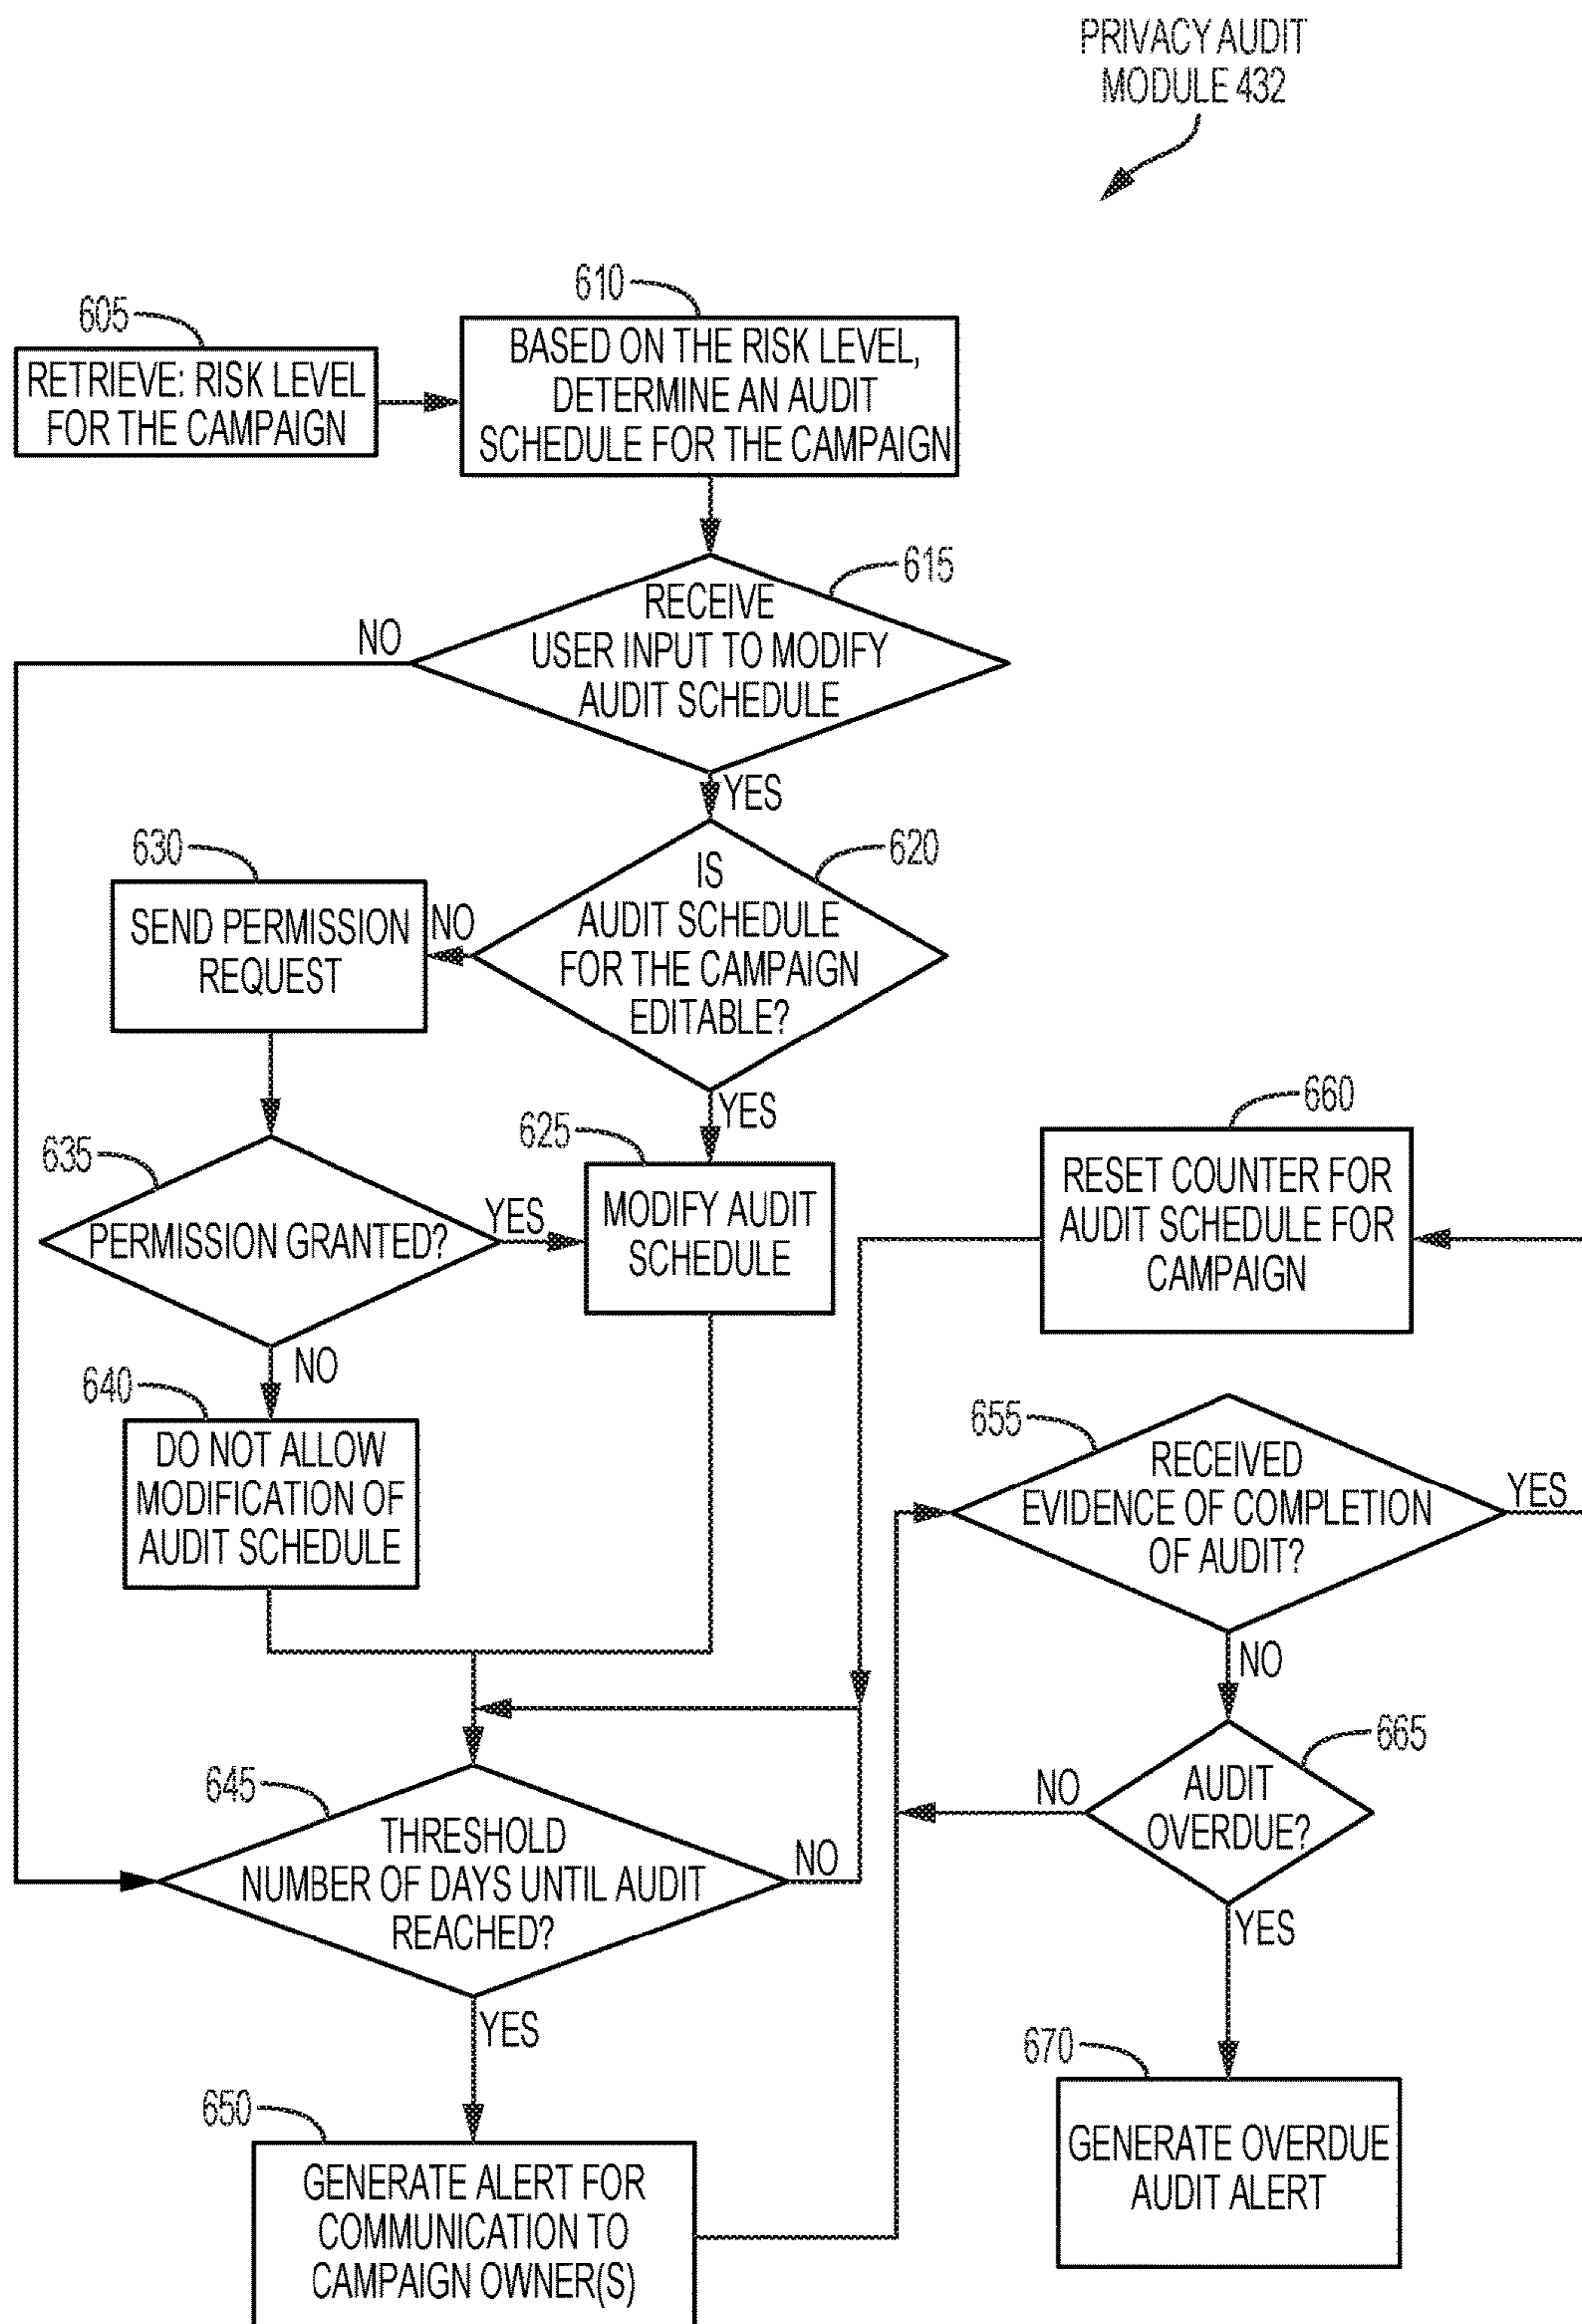 PRIVACY AUDIT
MODULE 432
605
RETRIEVE: RISK LEVEL
FOR THE CAMPAIGN
610
BASED ON THE RISK LEVEL,
DETERMINE AN AUDIT
SCHEDULE FOR THE CAMPAIGN
615
RECEIVE
USER INPUT TO MODIFY
AUDIT SCHEDULE
NO
YES
620
IS
AUDIT SCHEDULE
FOR THE CAMPAIGN
EDITABLE?
NO
YES
630
SEND PERMISSION
REQUEST
635
PERMISSION GRANTED?
YES
NO
625
MODIFY AUDIT
SCHEDULE
640
DO NOT ALLOW
MODIFICATION OF
AUDIT SCHEDULE
645
THRESHOLD
NUMBER OF DAYS UNTIL AUDIT
REACHED?
NO
YES
650
GENERATE ALERT FOR
COMMUNICATION TO
CAMPAIGN OWNER(S)
660
RESET COUNTER FOR
AUDIT SCHEDULE FOR
CAMPAIGN
655
RECEIVED
EVIDENCE OF COMPLETION
OF AUDIT?
YES
NO
665
AUDIT
OVERDUE?
NO
YES
670
GENERATE OVERDUE
AUDIT ALERT